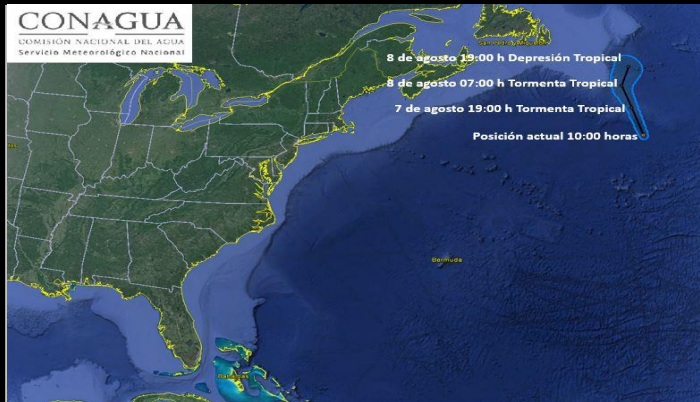 CONAGUA
COMISIÓN NACIONAL DEL AGUA
Servicio Meteorológico Nacional
8 de agosto 19:00 h Depresión Tropical
8 de agosto 07:00 h Tormenta Tropical
7 de agosto 19:00 h Tormenta Tropical
Posición actual 10:00 horas
Bermuda
Bahamas